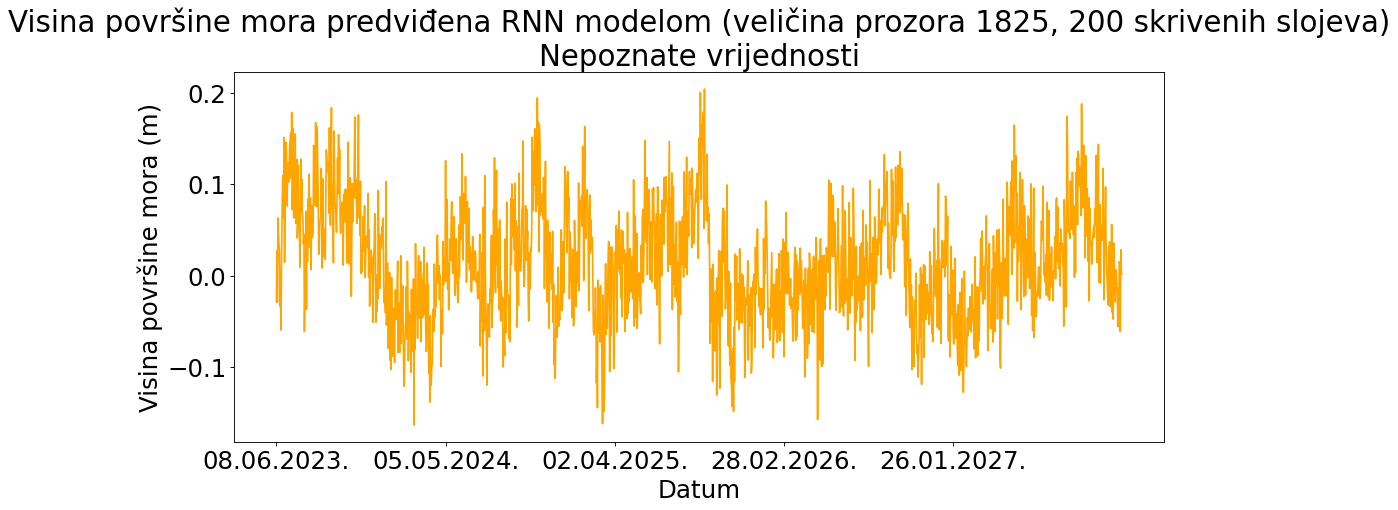 Visina površine mora predviđena RNN modelom (veličina prozora 1825, 200 skrivenih slojeva)
Nepoznate vrijednosti
Visina površine mora (m)
0.2
0.1
0.0
−0.1
08.06.2023. 05.05.2024. 02.04.2025. 28.02.2026. 26.01.2027.
Datum